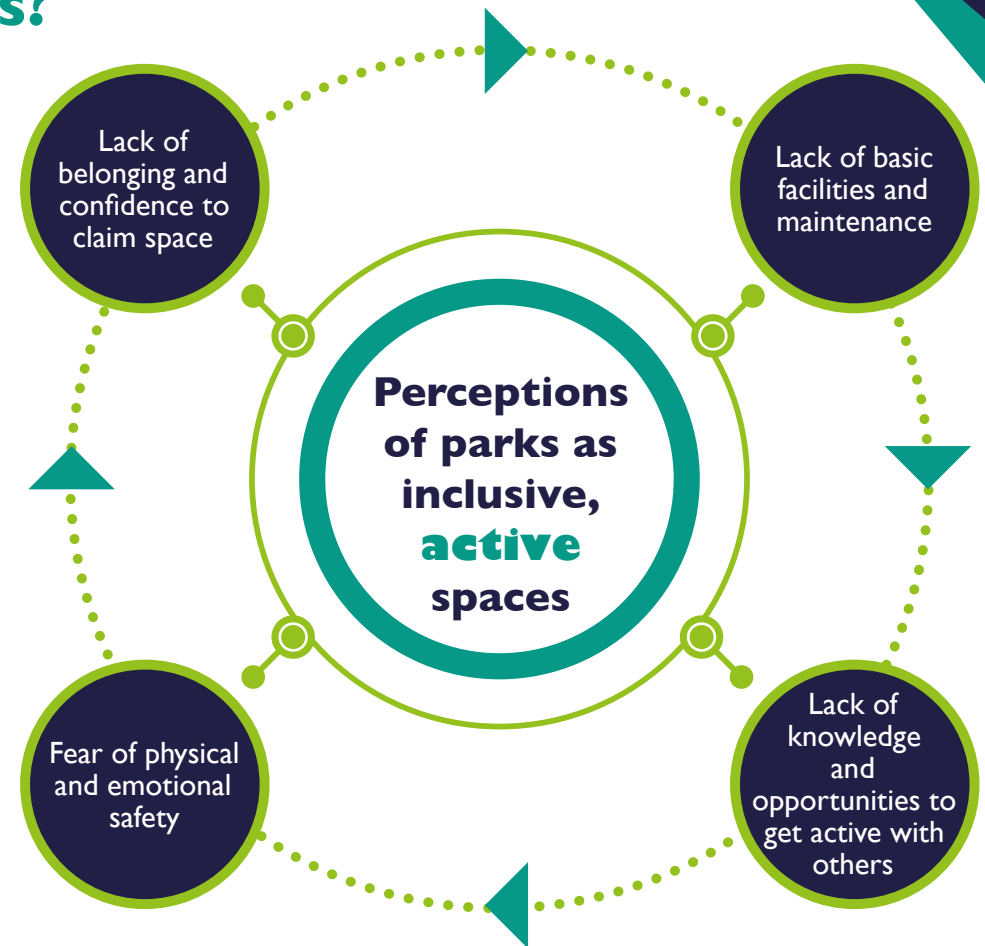 s?
Lack of
belonging and
confidence to
claim space
Lack of basic
facilities and
maintenance
Perceptions
of parks as
inclusive,
active
spaces
Fear of physical
and emotional
safety
Lack of
knowledge
and
opportunities to
get active with
others